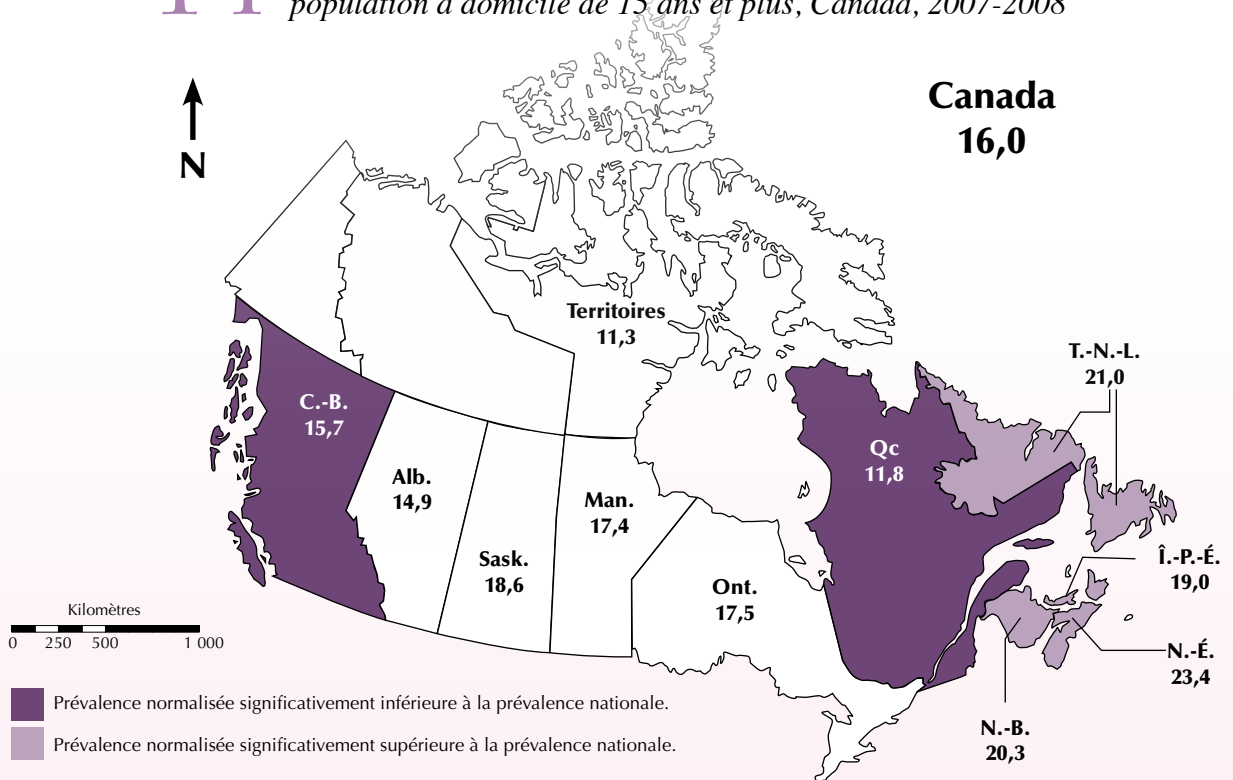 population à domicile de 15 ans et plus, Canada, 2007-2008
Canada
16,0
N
Territoires
11,3
T.-N.-L.
21,0
C.-B.
15,7
Qc
11,8
Alb.
14,9
Man.
17,4
Sask.
18,6
Ont.
17,5
Î.-P.-É.
19,0
N.-É.
23,4
N.-B.
20,3
Kilomètres
0 250 500 1 000
Prévalence normalisée significativement inférieure à la prévalence nationale.
Prévalence normalisée significativement supérieure à la prévalence nationale.